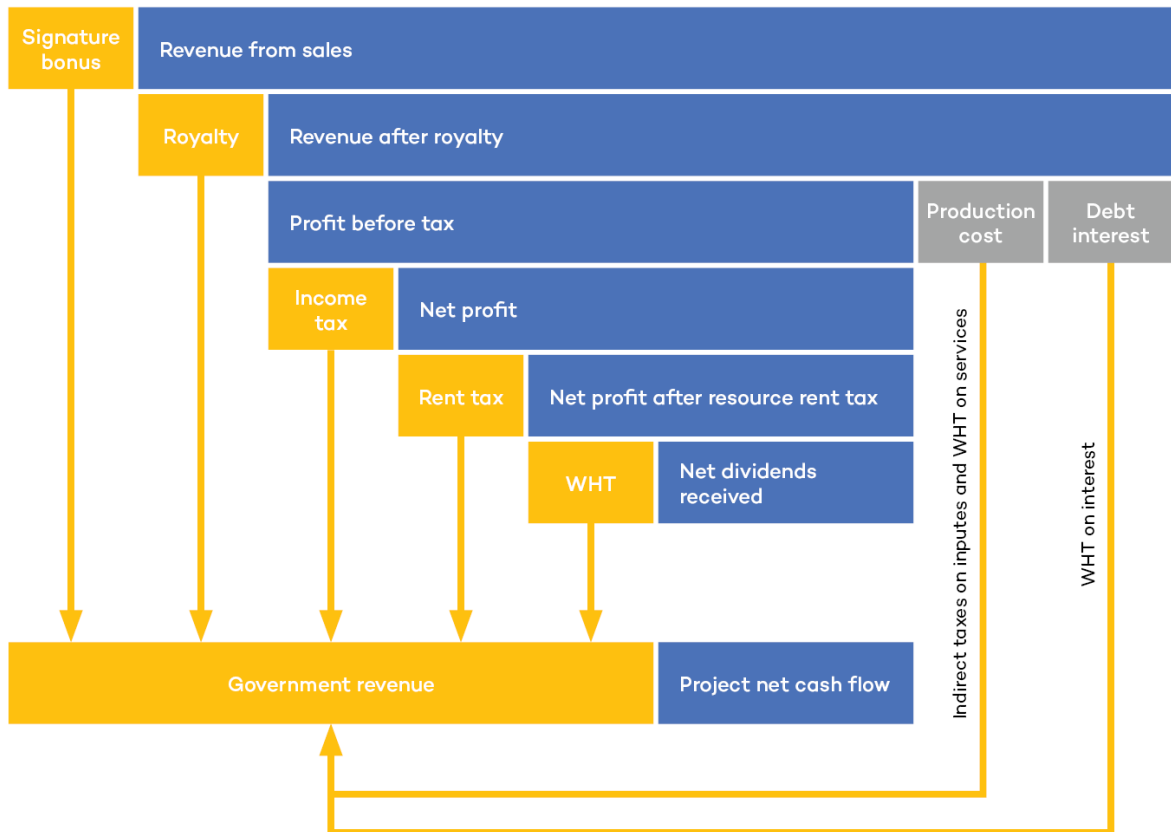 Signature
bonus
Revenue from sales
Royalty
Revenue after royalty
Profit before tax
Production
cost
Debt
interest
Income
tax
Net profit
Rent tax
Net profit after resource rent tax
WHT
Net dividends
received
Indirect taxes on inputes and WHT on services
WHT on interest
Government revenue
Project net cash flow